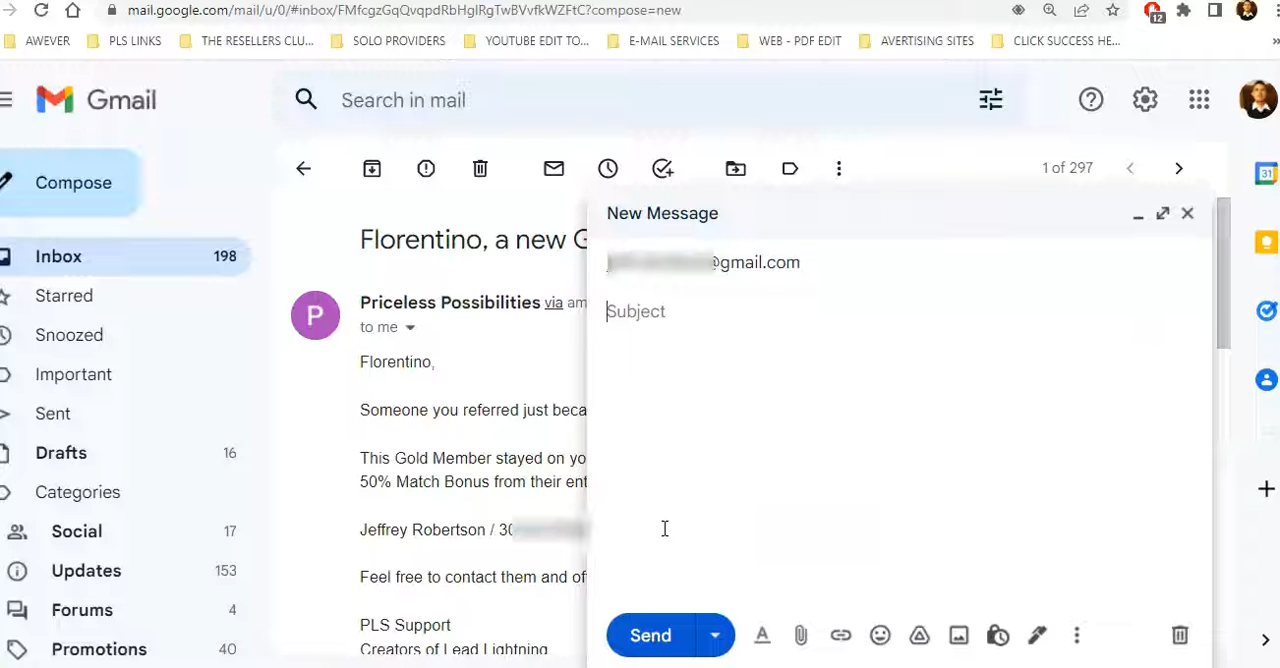 mail.google.com/mail/u/0/#inbox/FMfcgzGqQvqpdRbHglRgTwBVvfkWZFtC?compose=new
12
AWEVER PLS LINKS THE RESELLERS CLU... SOLO PROVIDERS YOUTUBE EDIT TO... E-MAIL SERVICES WEB - PDF EDIT AVERTISING SITES CLICK SUCCESS HE...
Gmail
Search in mail
Compose
1 of 297
Inbox 198
Starred
Snoozed
Important
Sent
Drafts 16
Categories
Social 17
Updates 153
Forums 4
Promotions 40
Florentino, a new G
P
Priceless Possibilities via am
to me
Florentino,
Someone you referred just beca
This Gold Member stayed on yo
50% Match Bonus from their ent
Jeffrey Robertson / 30
Feel free to contact them and of
PLS Support
Creators of Lead Lightning
New Message
@gmail.com
Subject
Send
31